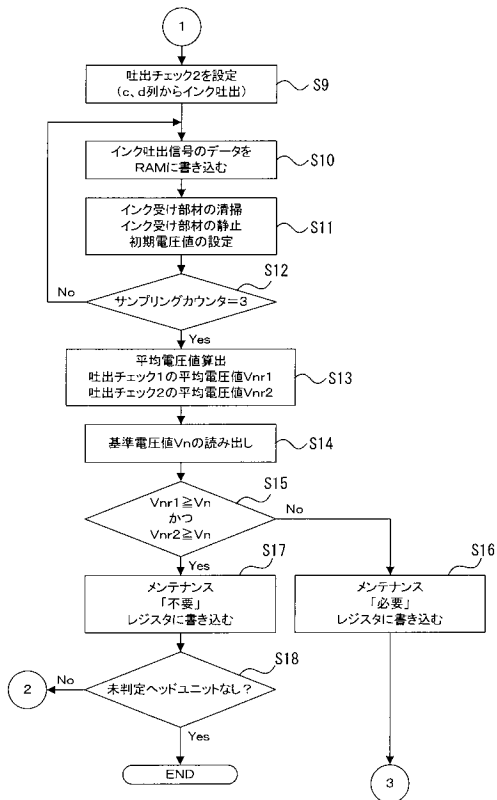 1
吐出チェック2を設定
(c、d列からインク吐出)
S9
インク吐出信号のデータを
RAMに書き込む
S10
インク受け部材の清掃
インク受け部材の静止
初期電圧値の設定
S11
S12
No
サンプリングカウンタ=3
Yes
平均電圧値算出
吐出チェック1の平均電圧値Vnr1
吐出チェック2の平均電圧値Vnr2
S13
基準電圧値Vnの読み出し
S14
S15
Vnr1≧Vn
かつ
Vnr2≧Vn
No
Yes
S17
メンテナンス
「不要」
レジスタに書き込む
S16
メンテナンス
「必要」
レジスタに書き込む
S18
2
No
未判定ヘッドユニットなし?
Yes
END
3